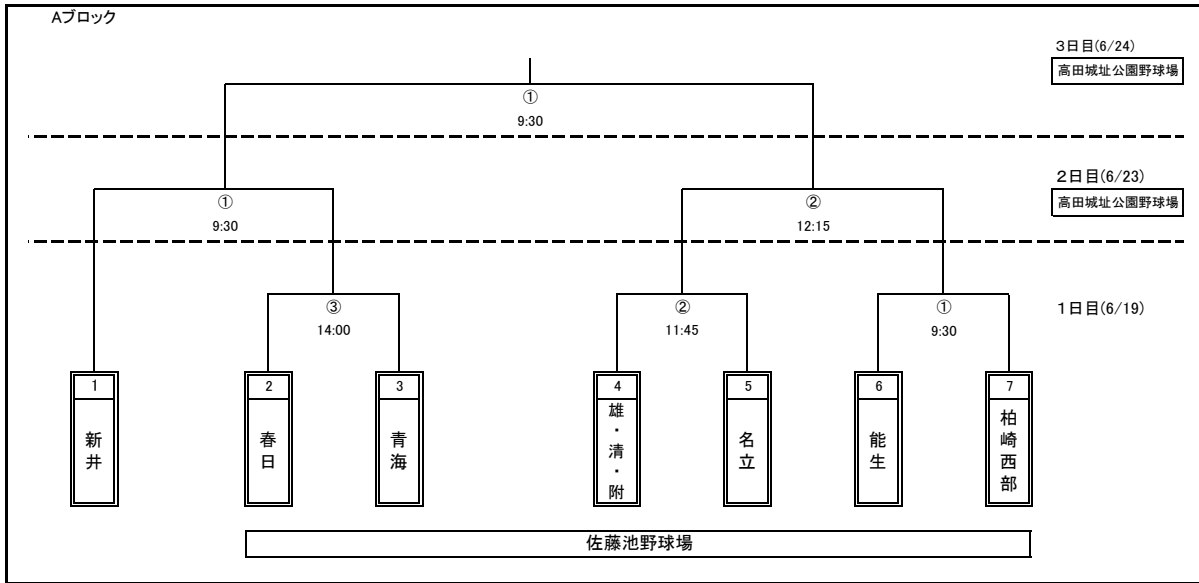 Aブロック
3日目(6/24)
高田城址公園野球場
①
9:30
2日目(6/23)
高田城址公園野球場
①
9:30
②
12:15
1日目(6/19)
③
14:00
②
11:45
①
9:30
1
新井
2
春日
3
青海
4
雄・清・附
5
名立
6
能生
7
柏崎西部
佐藤池野球場